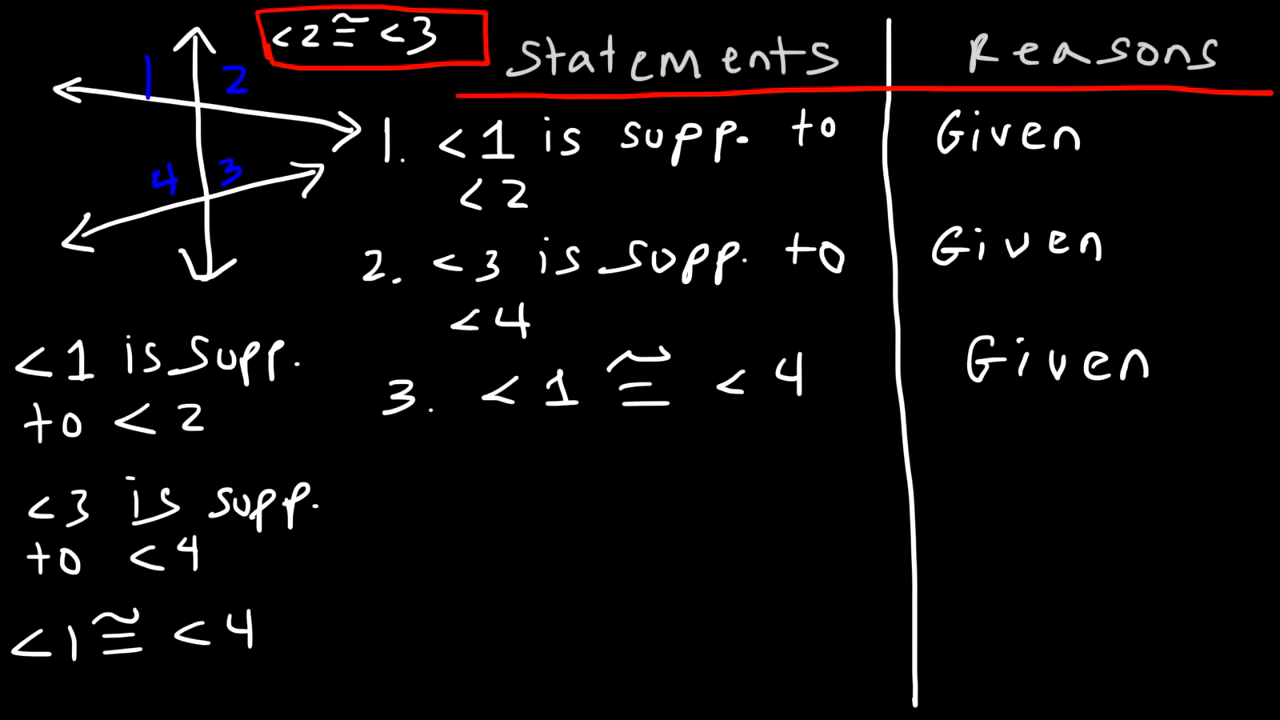 <2 ≅ <3
Statements Reasons
1 2
4 3
1. <1 is supp. to Given
<2
2. <3 is supp. to Given
<4
3. <1 ≅ <4 Given
<1 is supp.
to <2
<3 is supp.
to <4
<1 ≅ <4